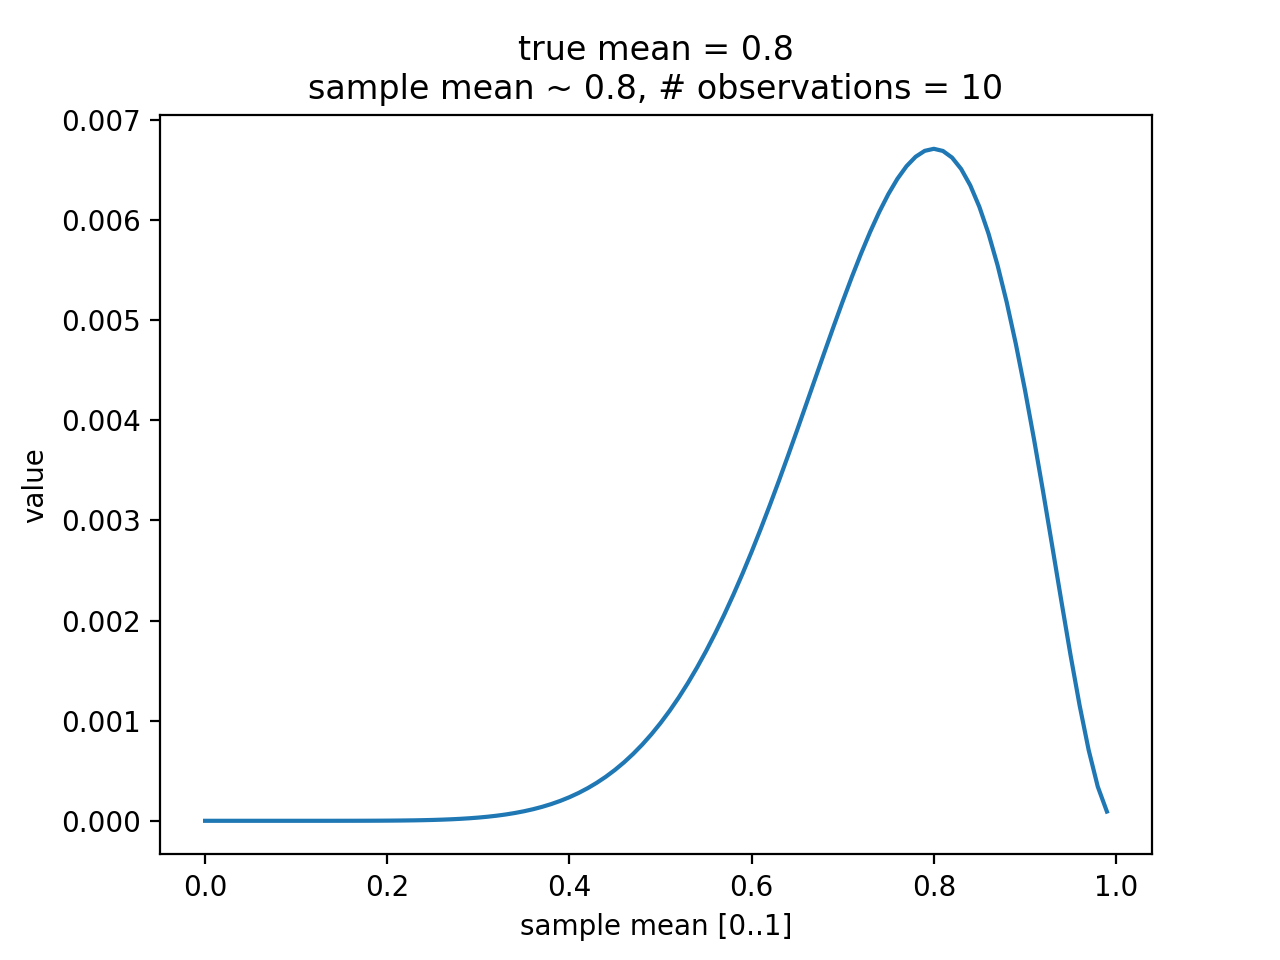 true mean = 0.8
sample mean ~ 0.8, # observations = 10
0.007
0.006
0.005
0.004
0.003
0.002
0.001
0.000
value
0.0 0.2 0.4 0.6 0.8 1.0
sample mean [0..1]